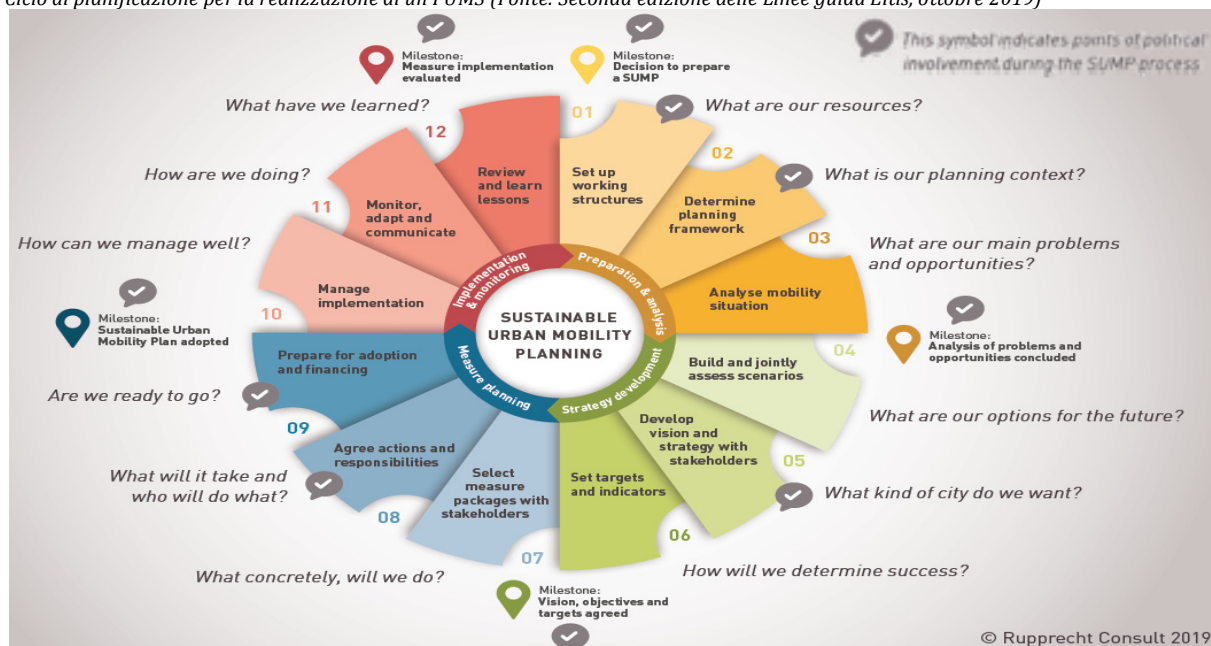 Ciclo di pianificazione per la realizzazione di un PUMS (Fonte: Seconda edizione delle Linee guida Eltis, ottobre 2019)
This symbol indicates points of political
involvement during the SUMP process
Milestone:
Measure implementation
evaluated
Milestone:
Decision to prepare
a SUMP
What have we learned?
What are our resources?
How are we doing?
What is our planning context?
How can we manage well?
What are our main problems
and opportunities?
Milestone:
Sustainable Urban
Mobility Plan adopted
Milestone:
Analysis of problems and
opportunities concluded
Are we ready to go?
What are our options for the future?
What will it take and
who will do what?
What kind of city do we want?
What concretely, will we do?
How will we determine success?
Milestone:
Vision, objectives and
targets agreed
01
Set up
working
structures
02
Determine
planning
framework
03
Analyse mobility
situation
04
Build and jointly
assess scenarios
05
Develop
vision and
strategy with
stakeholders
06
Set targets
and indicators
07
Select
measure
packages with
stakeholders
08
Agree actions and
responsibilities
09
Prepare for adoption
and financing
10
Manage
implementation
11
Monitor,
adapt and
communicate
12
Review
and learn
lessons
Preparation & analysis
Strategy development
Measure planning
Implementation
& monitoring
SUSTAINABLE
URBAN MOBILITY
PLANNING
© Rupprecht Consult 2019